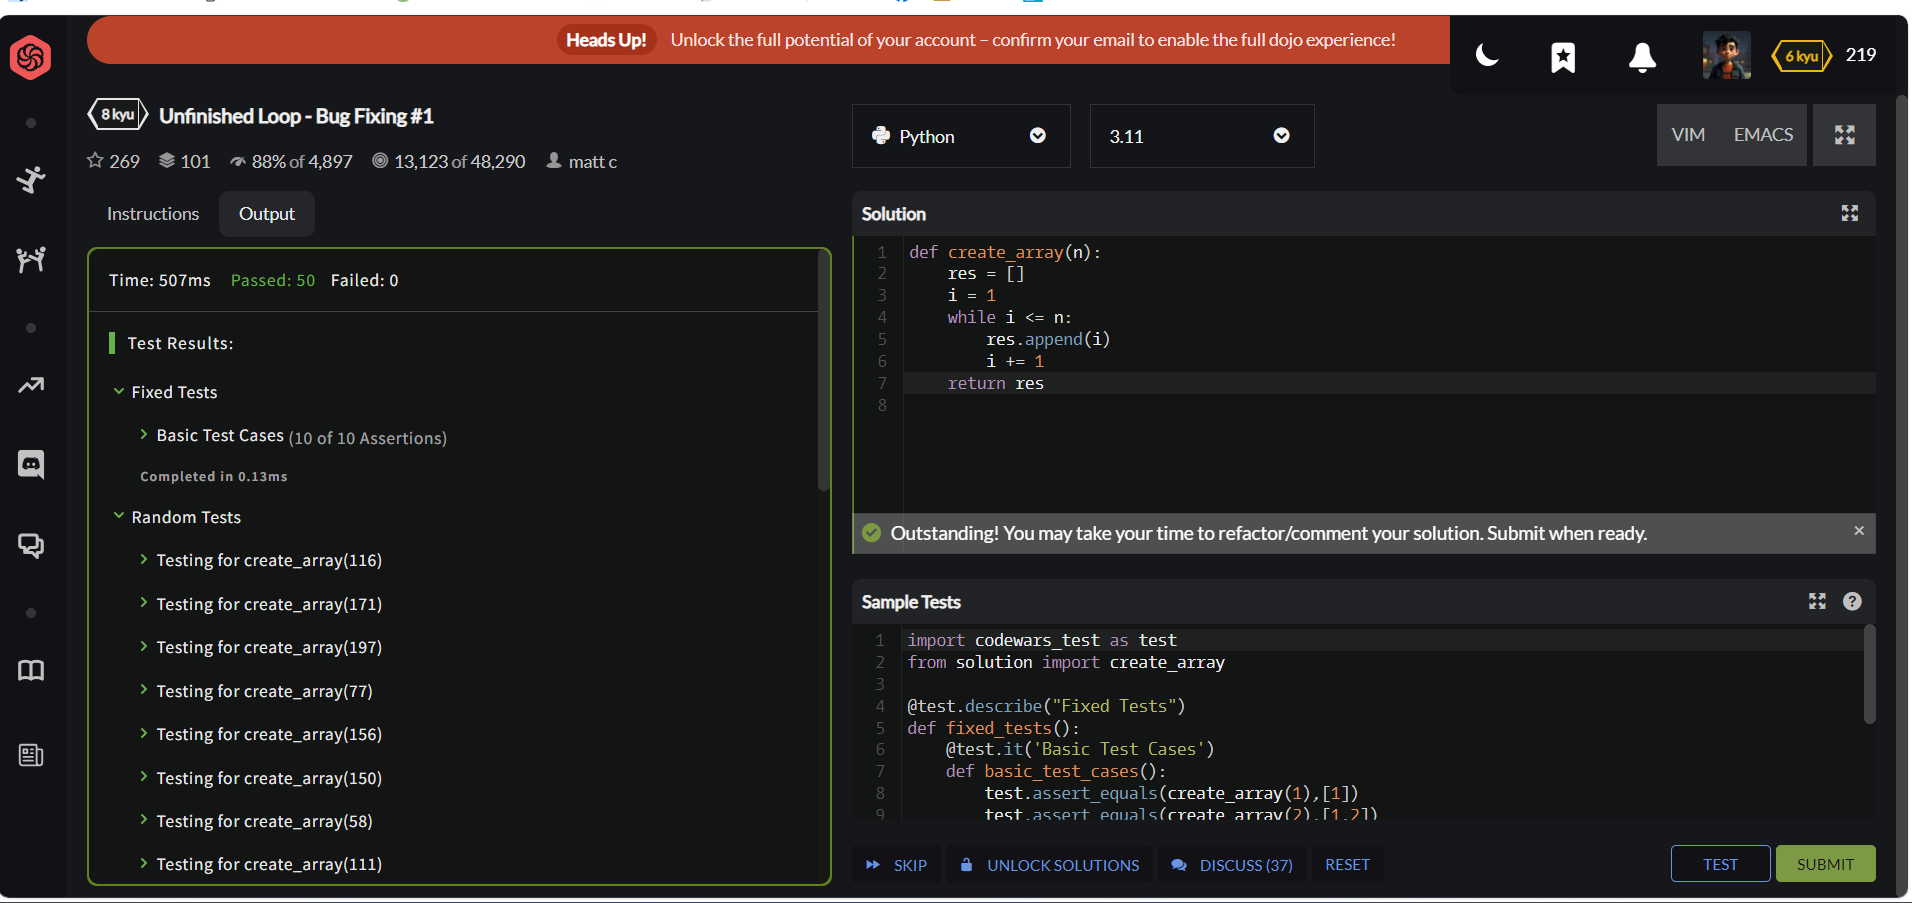 Heads Up! Unlock the full potential of your account – confirm your email to enable the full dojo experience!
6 kyu 219
8 kyu Unfinished Loop - Bug Fixing #1
269 101 88% of 4,897 13,123 of 48,290 matt c
Instructions Output
Time: 507ms Passed: 50 Failed: 0
Test Results:
Fixed Tests
Basic Test Cases (10 of 10 Assertions)
Completed in 0.13ms
Random Tests
Testing for create_array(116)
Testing for create_array(171)
Testing for create_array(197)
Testing for create_array(77)
Testing for create_array(156)
Testing for create_array(150)
Testing for create_array(58)
Testing for create_array(111)
Python 3.11 VIM EMACS
Solution
1 def create_array(n):
2     res = []
3     i = 1
4     while i <= n:
5         res.append(i)
6         i += 1
7     return res
8
Outstanding! You may take your time to refactor/comment your solution. Submit when ready. ×
Sample Tests ?
1 import codewars_test as test
2 from solution import create_array
3
4 @test.describe("Fixed Tests")
5 def fixed_tests():
6     @test.it('Basic Test Cases')
7     def basic_test_cases():
8         test.assert_equals(create_array(1),[1])
9         test.assert_equals(create_array(2),[1,2])
SKIP UNLOCK SOLUTIONS DISCUSS (37) RESET TEST SUBMIT